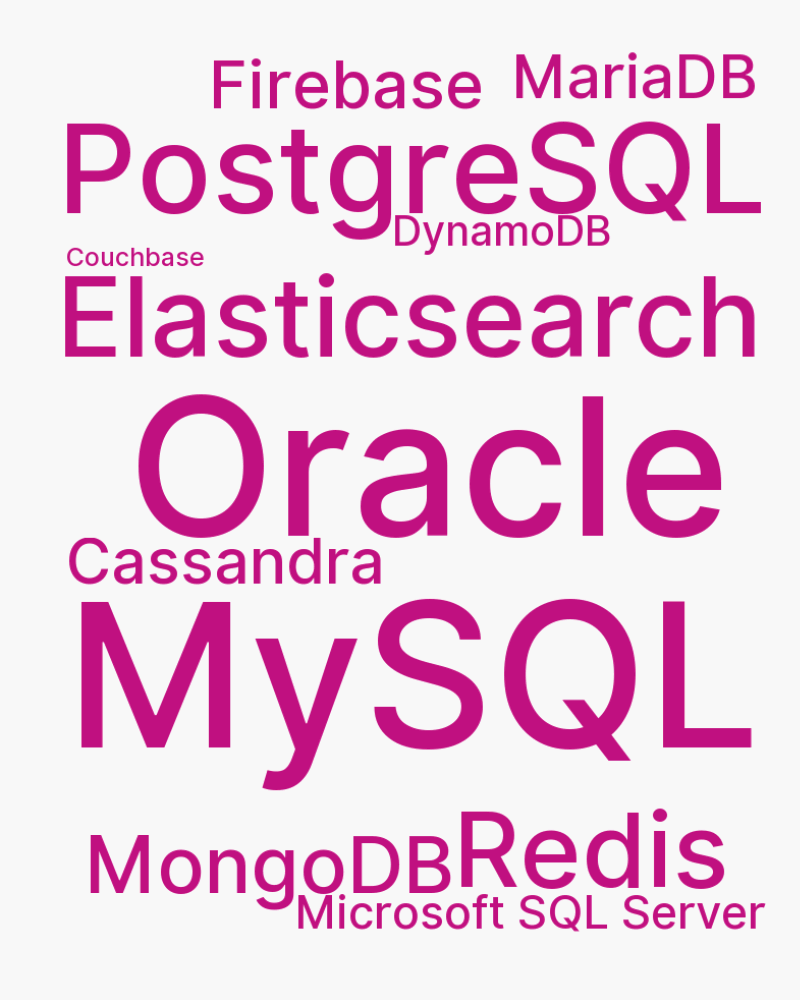 Firebase
MariaDB
PostgreSQL
DynamoDB
Couchbase
Elasticsearch
Oracle
Cassandra
MySQL
Redis
MongoDB
Microsoft SQL Server